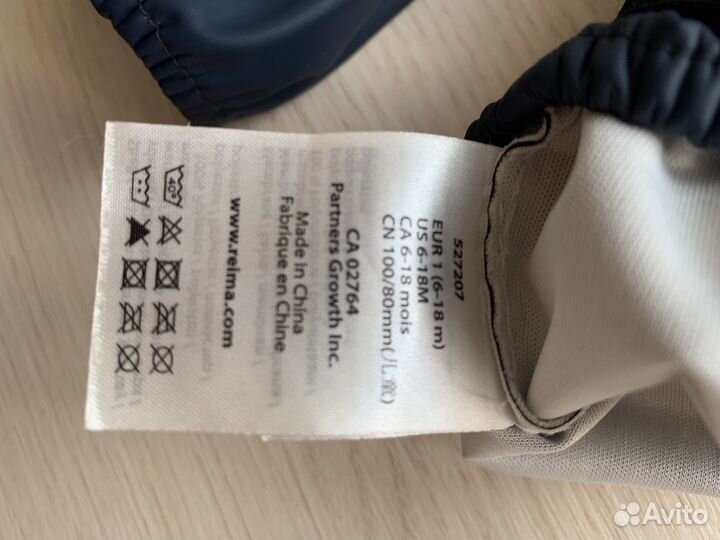 527207
EUR 1 (6-18 m)
US 6-18M
CA 6-18 mois
CN 100/80mm(儿童)
CA 02764
Partners Growth Inc.
Made in China
Fabrique en Chine
www.reima.com
40°
Avito